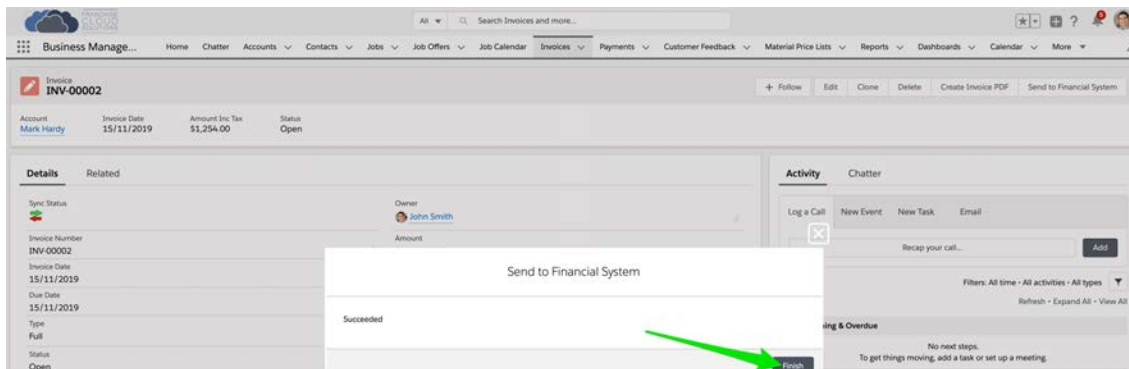 FRANCHISE
CLOUD
SOLUTIONS
All
Search Invoices and more...
Business Manage...
Home
Chatter
Accounts
Contacts
Jobs
Job Offers
Job Calendar
Invoices
Payments
Customer Feedback
Material Price Lists
Reports
Dashboards
Calendar
More
Invoice
INV-00002
+ Follow
Edit
Clone
Delete
Create Invoice PDF
Send to Financial System
Account
Invoice Date
Amount Inc Tax
Status
Mark Hardy
15/11/2019
$1,254.00
Open
Details
Related
Sync Status
Owner
John Smith
Invoice Number
Amount
INV-00002
Invoice Date
15/11/2019
Due Date
15/11/2019
Type
Full
Status
Open
Send to Financial System
Succeeded
Finish
Activity
Chatter
Log a Call
New Event
New Task
Email
Recap your call...
Add
Filters: All time • All activities • All types
Refresh • Expand All • View All
ing & Overdue
No next steps.
To get things moving, add a task or set up a meeting.